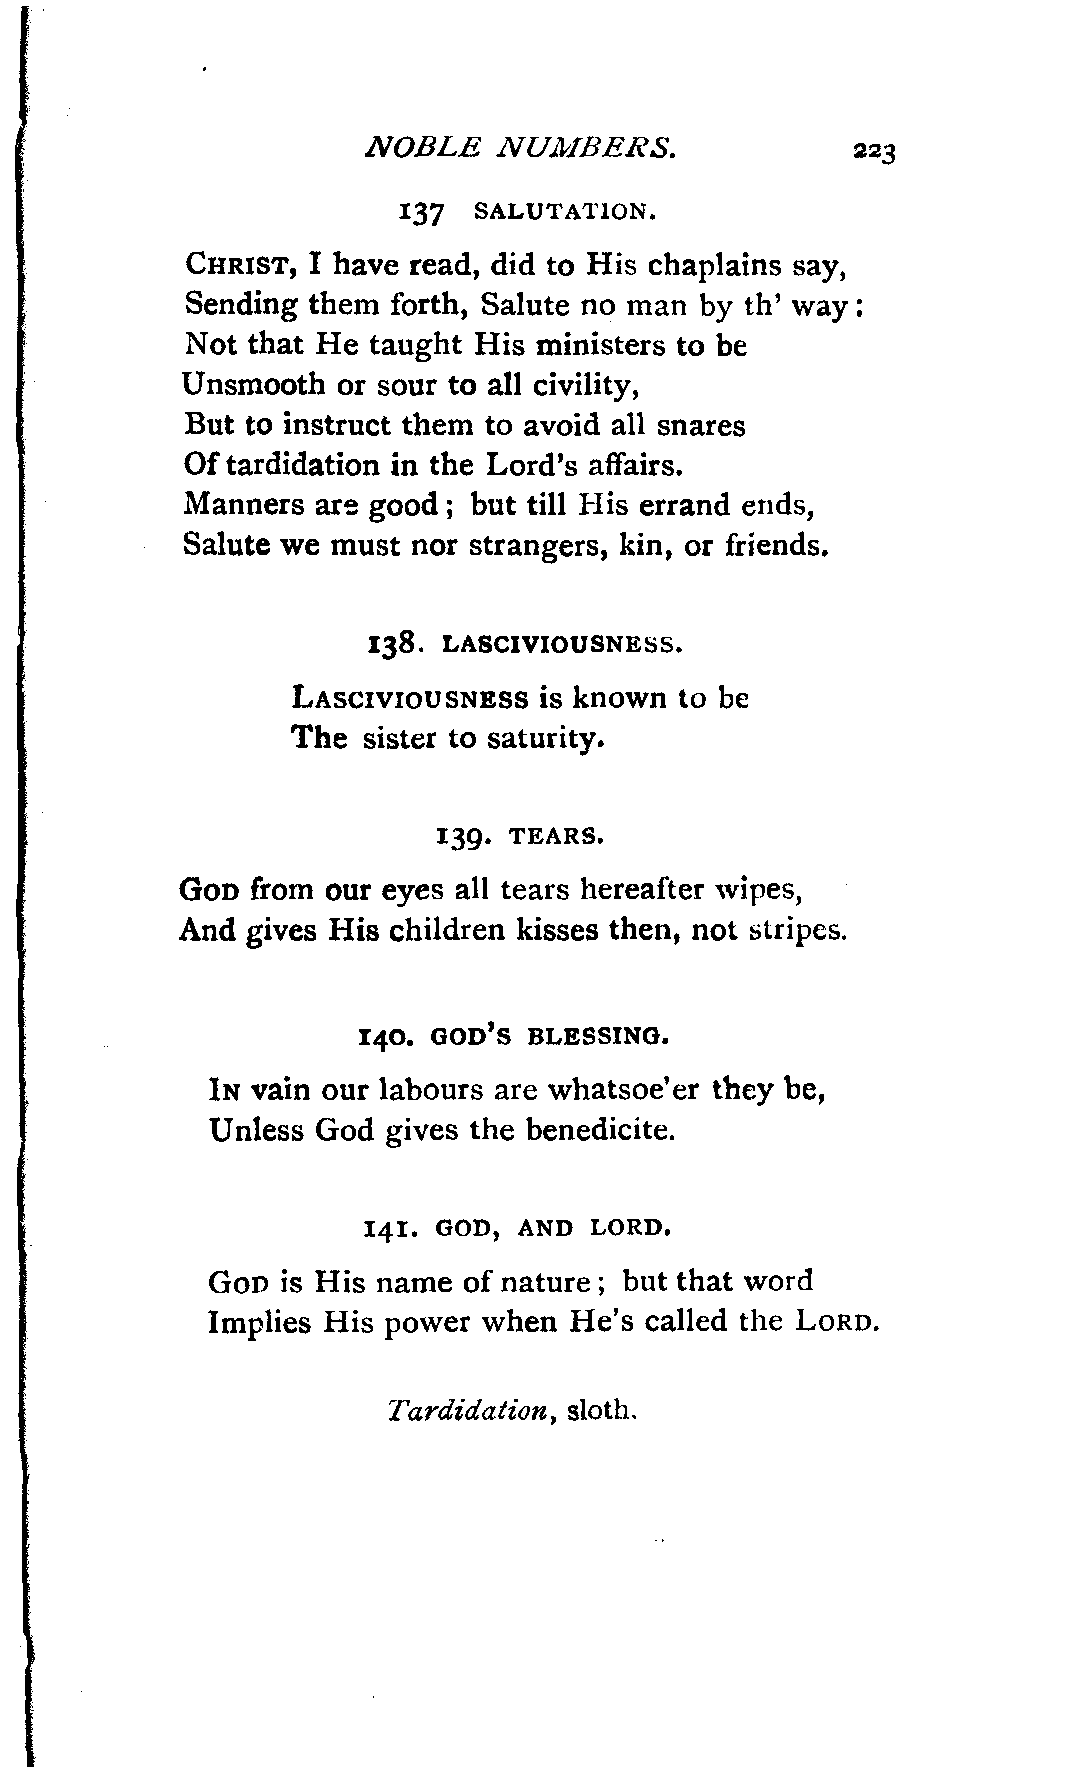 NOBLE NUMBERS. 223
137 SALUTATION.
CHRIST, I have read, did to His chaplains say,
Sending them forth, Salute no man by th' way:
Not that He taught His ministers to be
Unsmooth or sour to all civility,
But to instruct them to avoid all snares
Of tardidation in the Lord's affairs.
Manners are good; but till His errand ends,
Salute we must nor strangers, kin, or friends.
138. LASCIVIOUSNESS.
LASCIVIOUSNESS is known to be
The sister to saturity.
139. TEARS.
GOD from our eyes all tears hereafter wipes,
And gives His children kisses then, not stripes.
140. GOD'S BLESSING.
IN vain our labours are whatsoe'er they be,
Unless God gives the benedicite.
141. GOD, AND LORD.
GOD is His name of nature; but that word
Implies His power when He's called the LORD.
Tardidation, sloth.